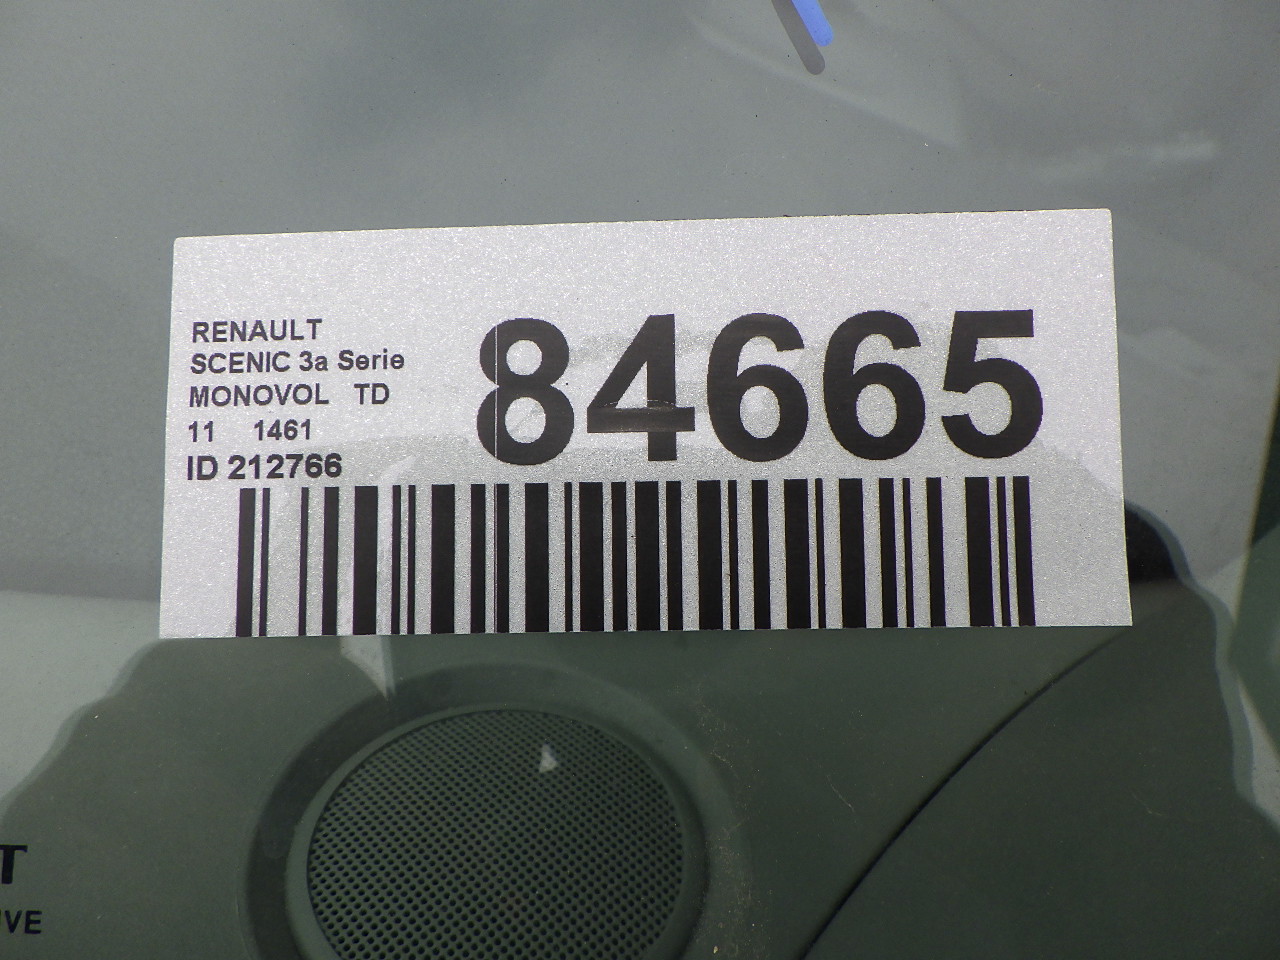 RENAULT
SCENIC 3a Serie
MONOVOL TD
11 1461
ID 212766
84665
T